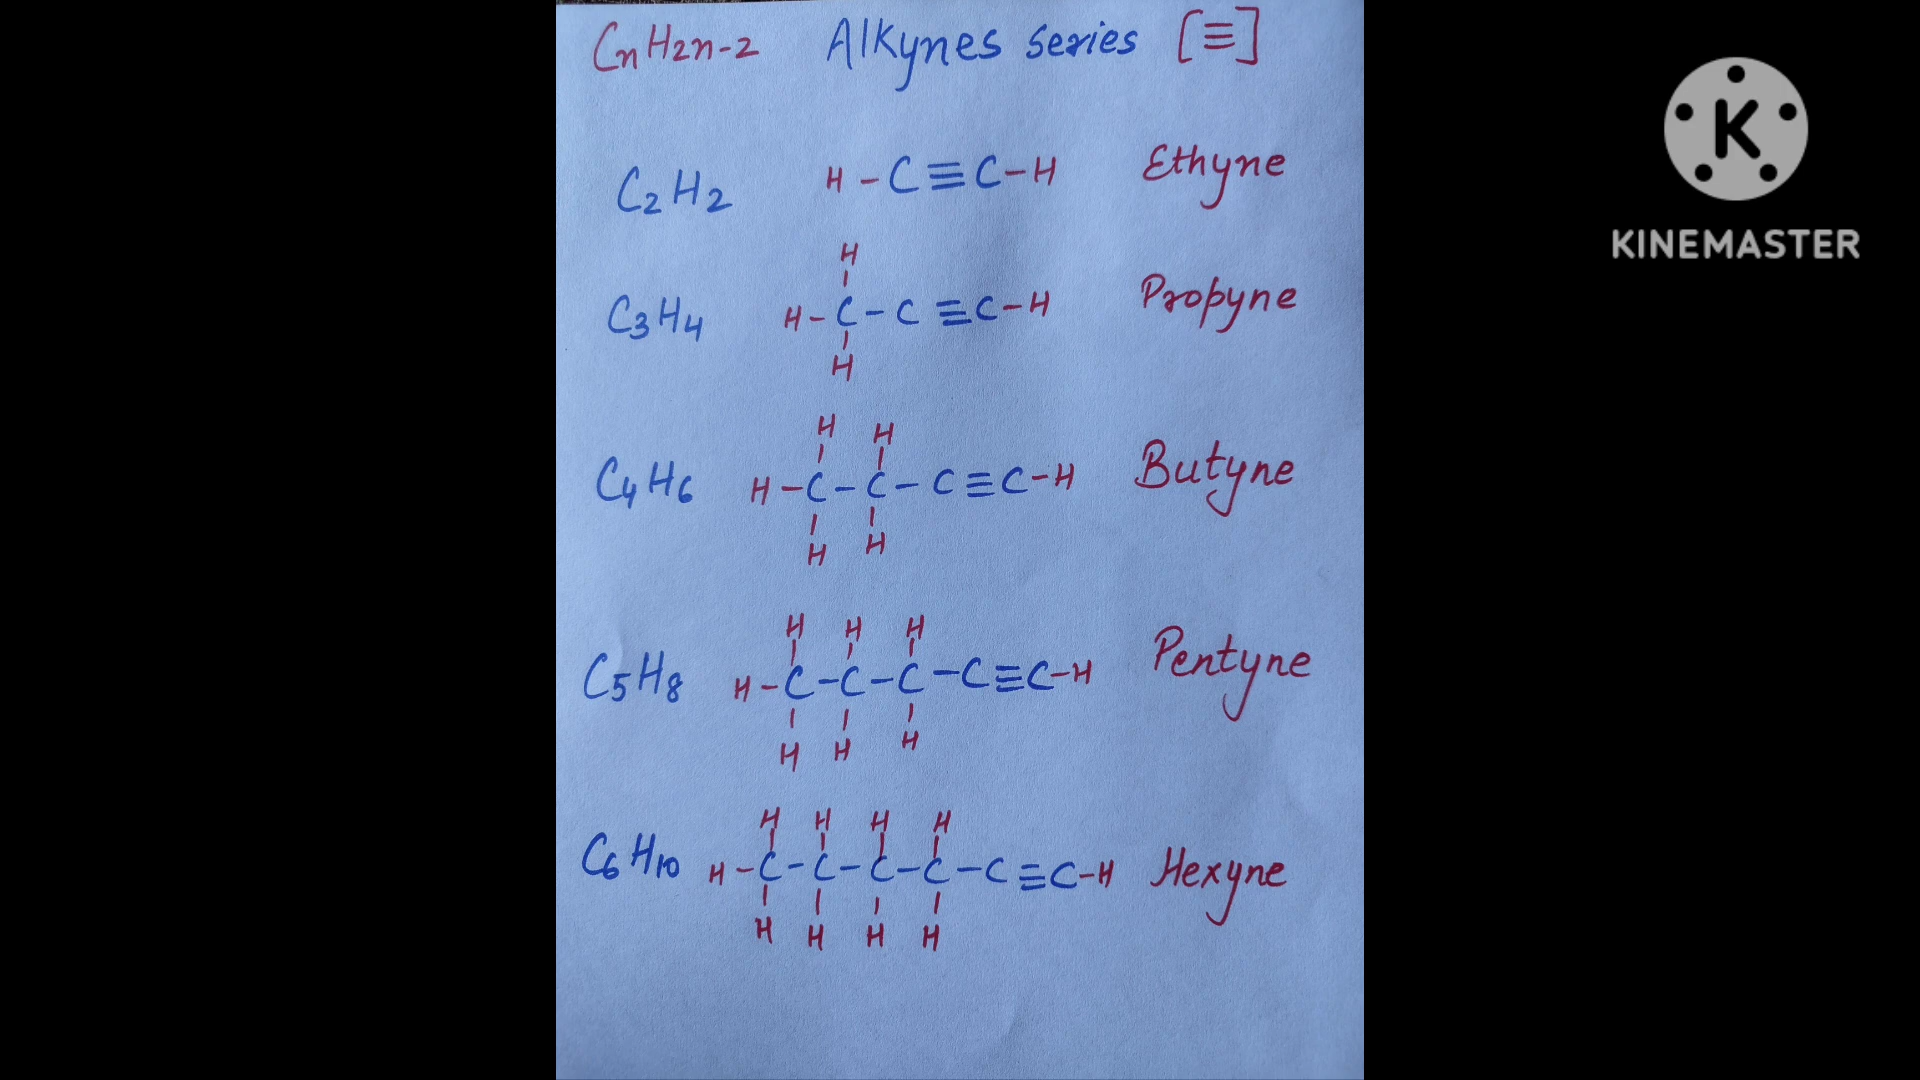 CnH2n-2 Alkynes series [≡]
C2H2 H-C≡C-H Ethyne
H
C3H4 H-C-C≡C-H Propyne
H
H H
C4H6 H-C-C-C≡C-H Butyne
H H
H H H
C5H8 H-C-C-C-C≡C-H Pentyne
H H H
H H H H
C6H10 H-C-C-C-C-C≡C-H Hexyne
H H H H
K
KINEMASTER